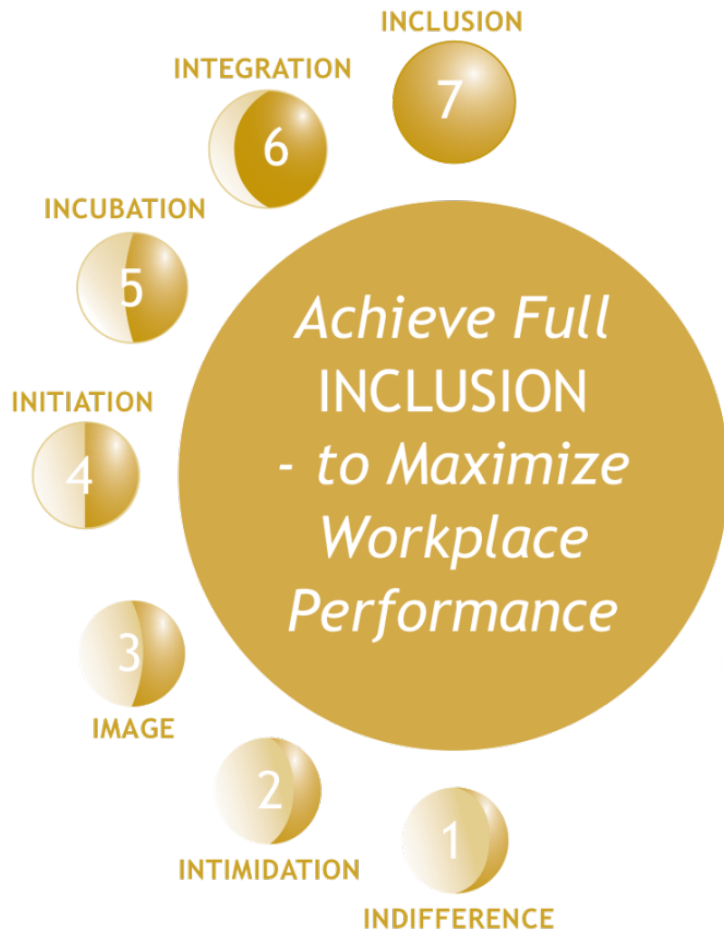 INCLUSION
7
INTEGRATION
6
INCUBATION
5
INITIATION
4
3
IMAGE
2
INTIMIDATION
1
INDIFFERENCE
Achieve Full
INCLUSION
- to Maximize
Workplace
Performance